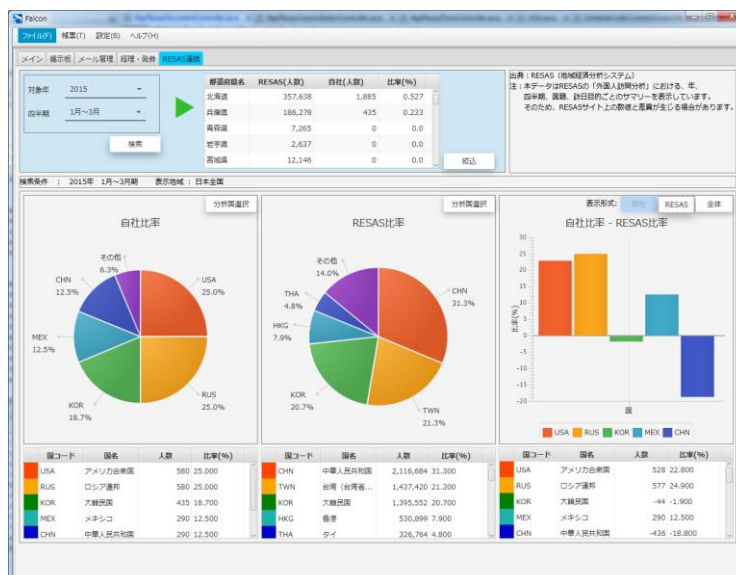 Falcon
ファイル(F) 帳票(T) 設定(S) ヘルプ(H)
メイン 掲示板 メール管理 経理・発券 RESAS連携
対象年 2015
四半期 1月～3月
検索
都道府県名 RESAS(人数) 自社(人数) 比率(%)
北海道 357,638 1,885 0.527
兵庫県 186,278 435 0.233
青森県 7,265 0 0.0
岩手県 2,637 0 0.0
宮城県 12,146 0 0.0
絞込
出典：RESAS（地域経済分析システム）
注：本データはRESASの「外国人訪問分析」における、年、
四半期、国籍、訪日目的ごとのサマリーを表示しています。
そのため、RESASサイト上の数値と差異が生じる場合があります。
検索条件 ： 2015年 1月～3月期 表示地域：日本全国
分析国選択
自社比率
その他
6.3%
CHN
12.5%
USA
25.0%
MEX
12.5%
KOR
18.7%
RUS
25.0%
国コード 国名 人数 比率(%)
USA アメリカ合衆国 580 25.000
RUS ロシア連邦 580 25.000
KOR 大韓民国 435 18.700
MEX メキシコ 290 12.500
CHN 中華人民共和国 290 12.500
分析国選択
RESAS比率
その他
14.0%
THA
4.8%
CHN
31.3%
HKG
7.9%
KOR
20.7%
TWN
21.3%
国コード 国名 人数 比率(%)
CHN 中華人民共和国 2,116,684 31.300
TWN 台湾（台湾省... 1,437,420 21.300
KOR 大韓民国 1,395,552 20.700
HKG 香港 530,899 7.900
THA タイ 326,764 4.800
表示形式: RESAS 全体
自社比率 - RESAS比率
比率(%)
30
25
20
15
10
5
0
-5
-10
-15
-20
国
USA RUS KOR MEX CHN
国コード 国名 人数 比率(%)
USA アメリカ合衆国 528 22.800
RUS ロシア連邦 577 24.900
KOR 大韓民国 -44 -1.900
MEX メキシコ 290 12.500
CHN 中華人民共和国 -436 -18.800